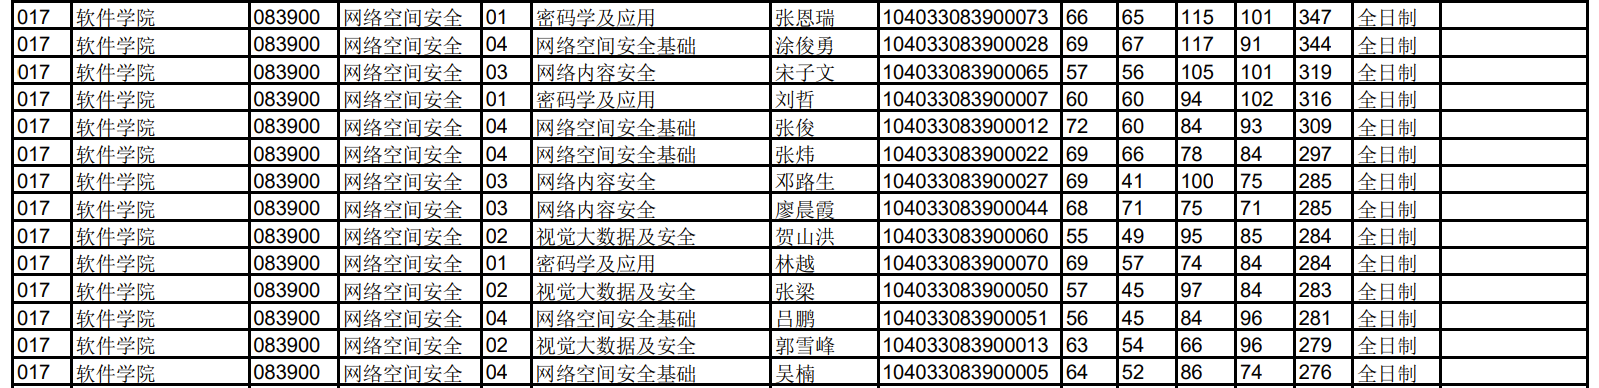 017 软件学院 083900 网络空间安全 01 密码学及应用 张恩瑞 104033083900073 66 65 115 101 347 全日制
017 软件学院 083900 网络空间安全 04 网络空间安全基础 涂俊勇 104033083900028 69 67 117 91 344 全日制
017 软件学院 083900 网络空间安全 03 网络内容安全 宋子文 104033083900065 57 56 105 101 319 全日制
017 软件学院 083900 网络空间安全 01 密码学及应用 刘哲 104033083900007 60 60 94 102 316 全日制
017 软件学院 083900 网络空间安全 04 网络空间安全基础 张俊 104033083900012 72 60 84 93 309 全日制
017 软件学院 083900 网络空间安全 04 网络空间安全基础 张炜 104033083900022 69 66 78 84 297 全日制
017 软件学院 083900 网络空间安全 03 网络内容安全 邓路生 104033083900027 69 41 100 75 285 全日制
017 软件学院 083900 网络空间安全 03 网络内容安全 廖晨霞 104033083900044 68 71 75 71 285 全日制
017 软件学院 083900 网络空间安全 02 视觉大数据及安全 贺山洪 104033083900060 55 49 95 85 284 全日制
017 软件学院 083900 网络空间安全 01 密码学及应用 林越 104033083900070 69 57 74 84 284 全日制
017 软件学院 083900 网络空间安全 02 视觉大数据及安全 张梁 104033083900050 57 45 97 84 283 全日制
017 软件学院 083900 网络空间安全 04 网络空间安全基础 吕鹏 104033083900051 56 45 84 96 281 全日制
017 软件学院 083900 网络空间安全 02 视觉大数据及安全 郭雪峰 104033083900013 63 54 66 96 279 全日制
017 软件学院 083900 网络空间安全 04 网络空间安全基础 吴楠 104033083900005 64 52 86 74 276 全日制